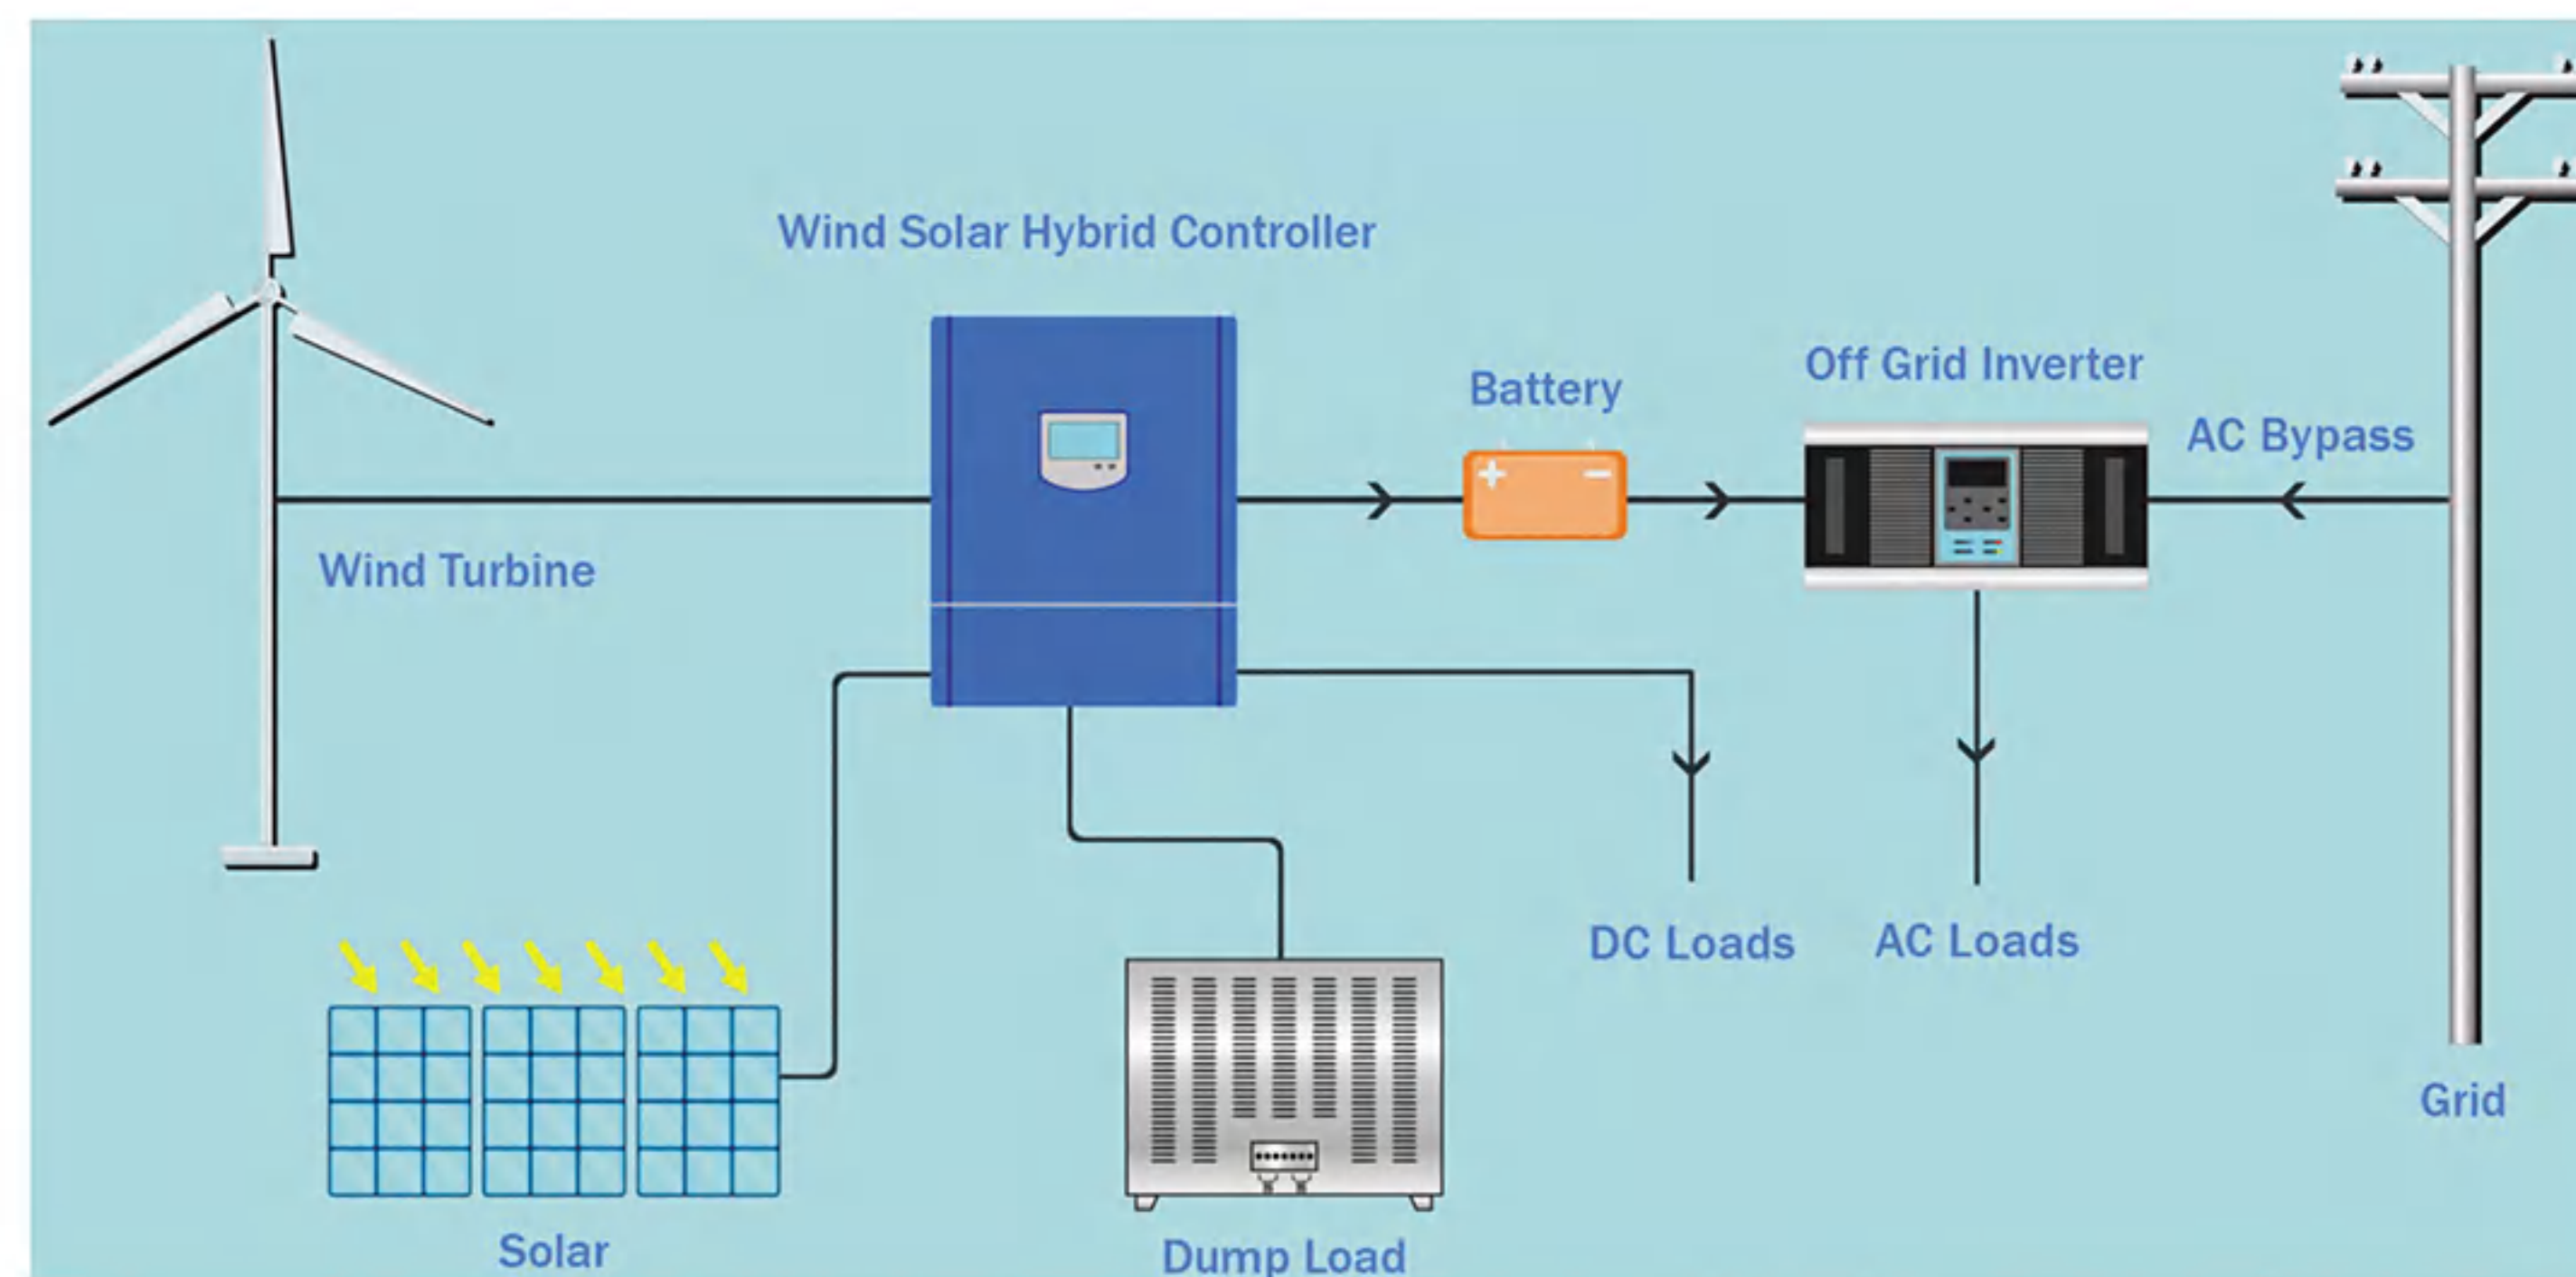 Wind Solar Hybrid Controller
Off Grid Inverter
Battery
AC Bypass
+ −
Wind Turbine
DC Loads
AC Loads
Grid
Solar
Dump Load